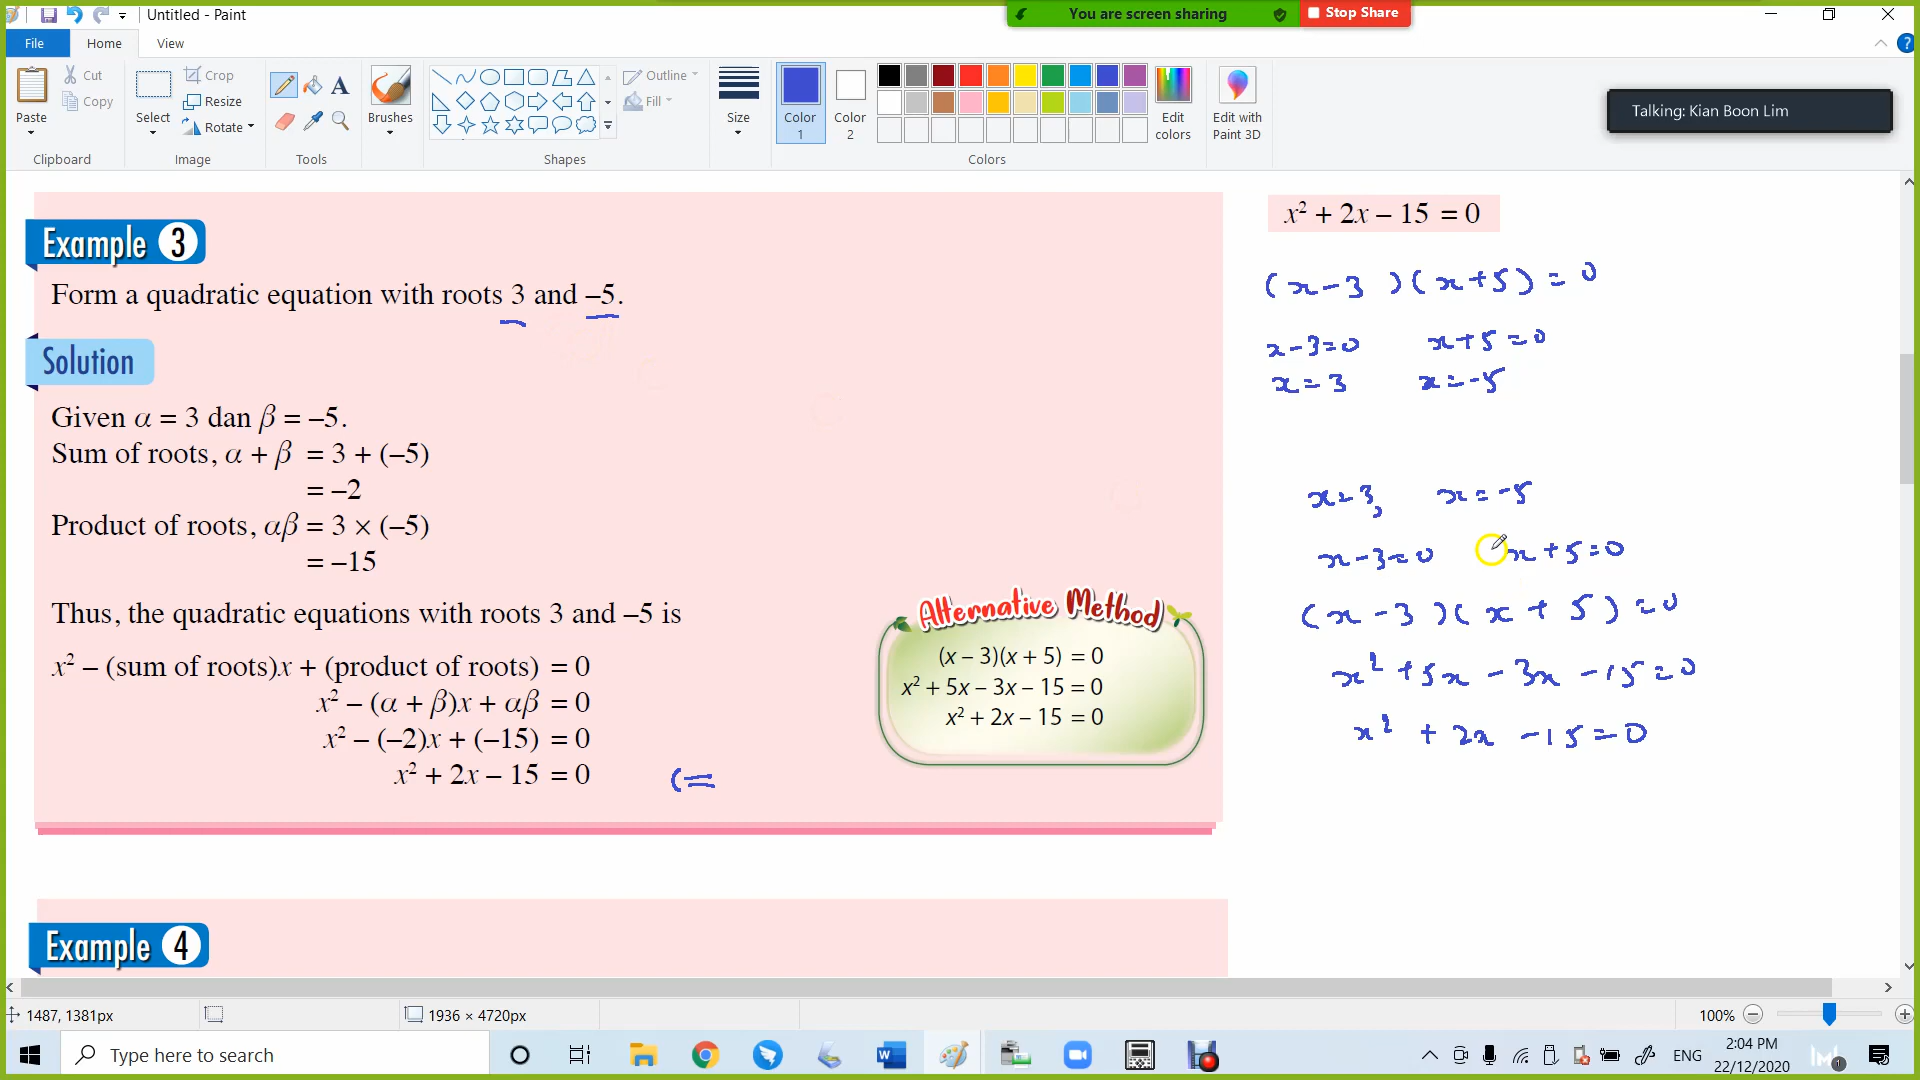 Untitled - Paint
You are screen sharing
Stop Share
File
Home
View
Paste
Cut
Copy
Clipboard
Select
Crop
Resize
Rotate
Image
Tools
Brushes
Outline
Fill
Shapes
Size
Color 1
Color 2
Colors
Edit colors
Edit with Paint 3D
Talking: Kian Boon Lim
Example 3
Form a quadratic equation with roots 3 and –5.
Solution
Given α = 3 dan β = –5.
Sum of roots, α + β = 3 + (–5)
= –2
Product of roots, αβ = 3 × (–5)
= –15
Thus, the quadratic equations with roots 3 and –5 is
x² – (sum of roots)x + (product of roots) = 0
x² – (α + β)x + αβ = 0
x² – (–2)x + (–15) = 0
x² + 2x – 15 = 0
(=
Alternative Method
(x – 3)(x + 5) = 0
x² + 5x – 3x – 15 = 0
x² + 2x – 15 = 0
x² + 2x – 15 = 0
(x-3)(x+5)=0
x-3=0 x+5=0
x=3 x=-5
x=3, x=-5
x-3=0 x+5=0
(x-3)(x+5)=0
x²+5x-3x-15=0
x²+2x-15=0
Example 4
1487, 1381px
1936 × 4720px
100%
Type here to search
ENG
2:04 PM
22/12/2020
1